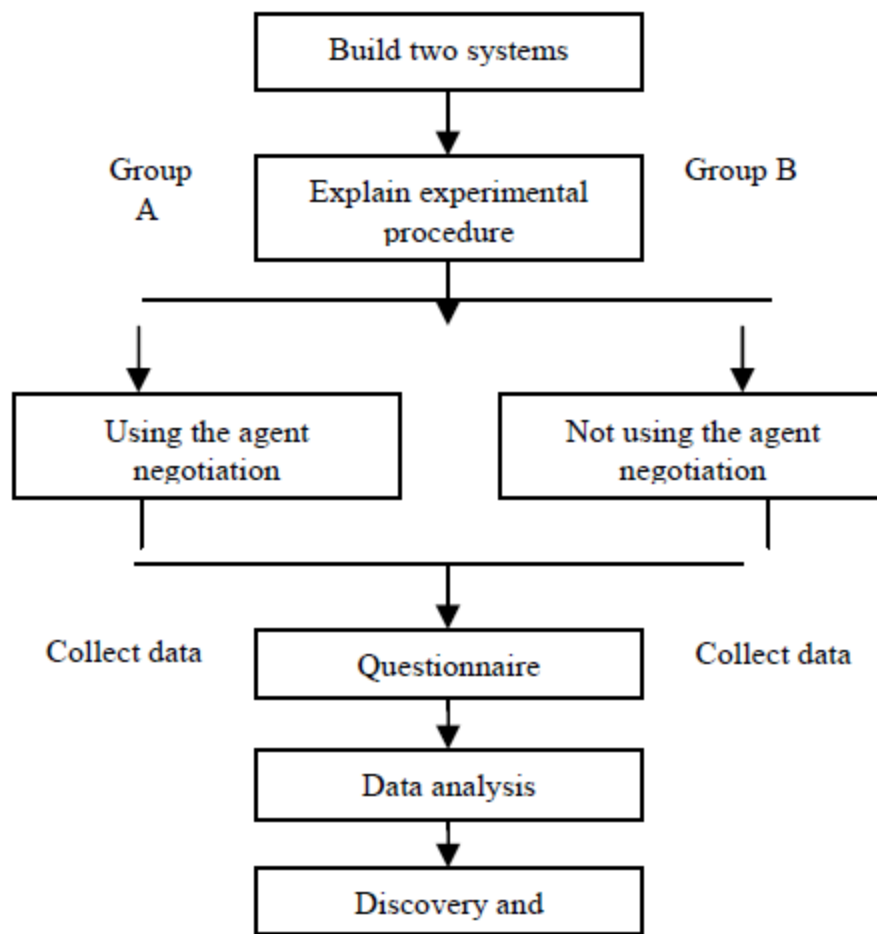 Build two systems
Group
A
Explain experimental
procedure
Group B
Using the agent
negotiation
Not using the agent
negotiation
Collect data
Questionnaire
Collect data
Data analysis
Discovery and